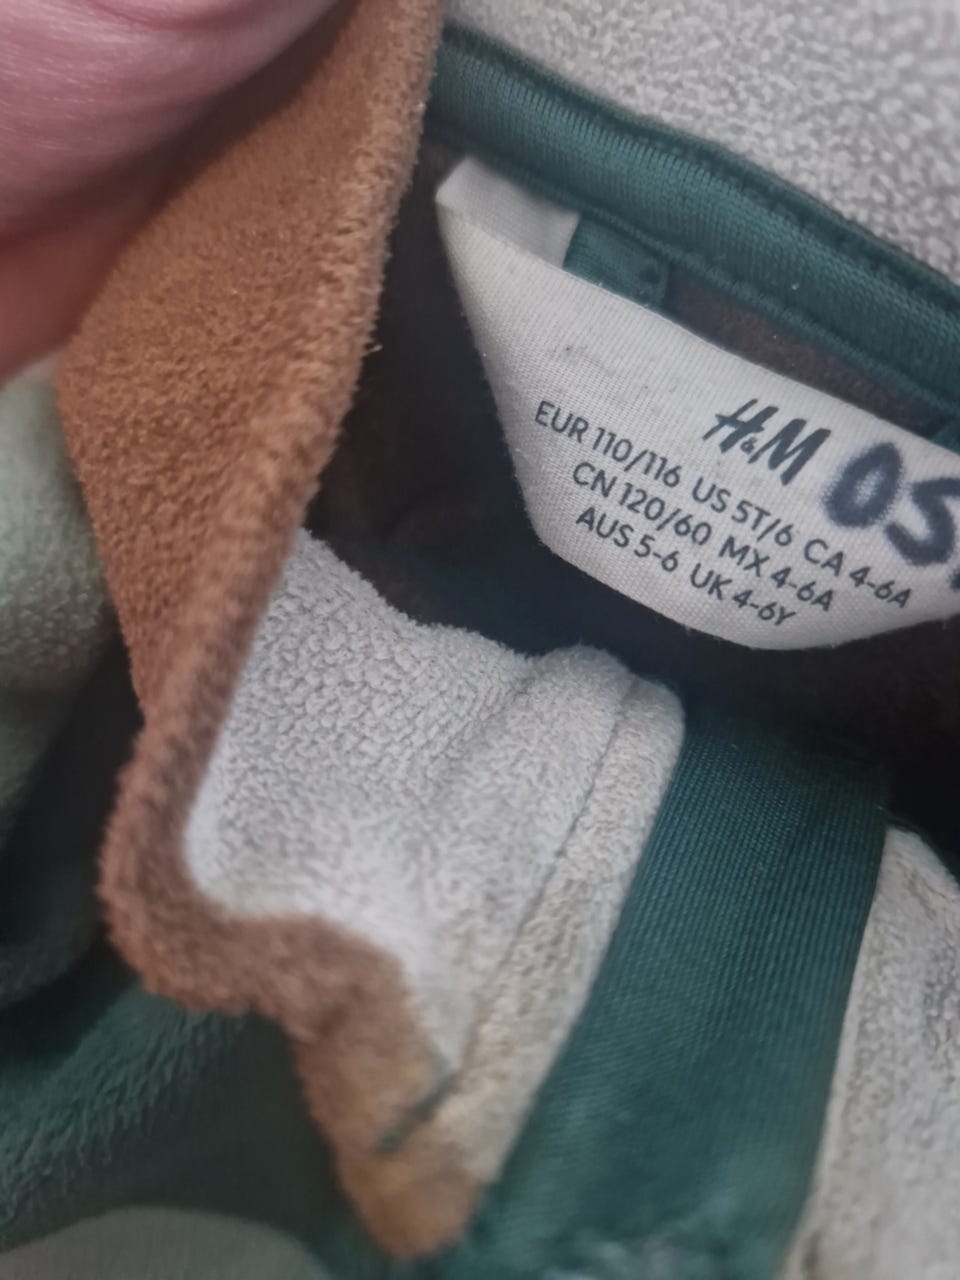 H&M
EUR 110/116 US 5T/6 CA 4-6A
CN 120/60 MX 4-6A
AUS 5-6 UK 4-6Y